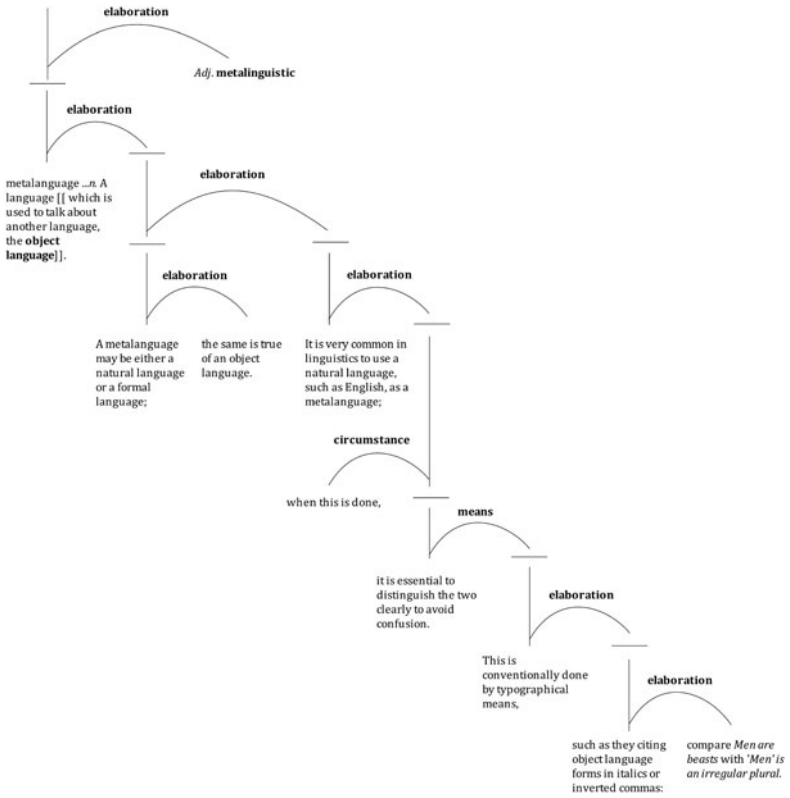 elaboration
Adj. metalinguistic
elaboration
metalanguage ...n. A
language [[ which is
used to talk about
another language,
the object
language]].
elaboration
elaboration
A metalanguage
may be either a
natural language
or a formal
language;
the same is true
of an object
language.
elaboration
It is very common in
linguistics to use a
natural language,
such as English, as a
metalanguage;
circumstance
when this is done,
means
it is essential to
distinguish the two
clearly to avoid
confusion.
elaboration
This is
conventionally done
by typographical
means,
elaboration
such as they citing
object language
forms in italics or
inverted commas:
compare Men are
beasts with 'Men' is
an irregular plural.